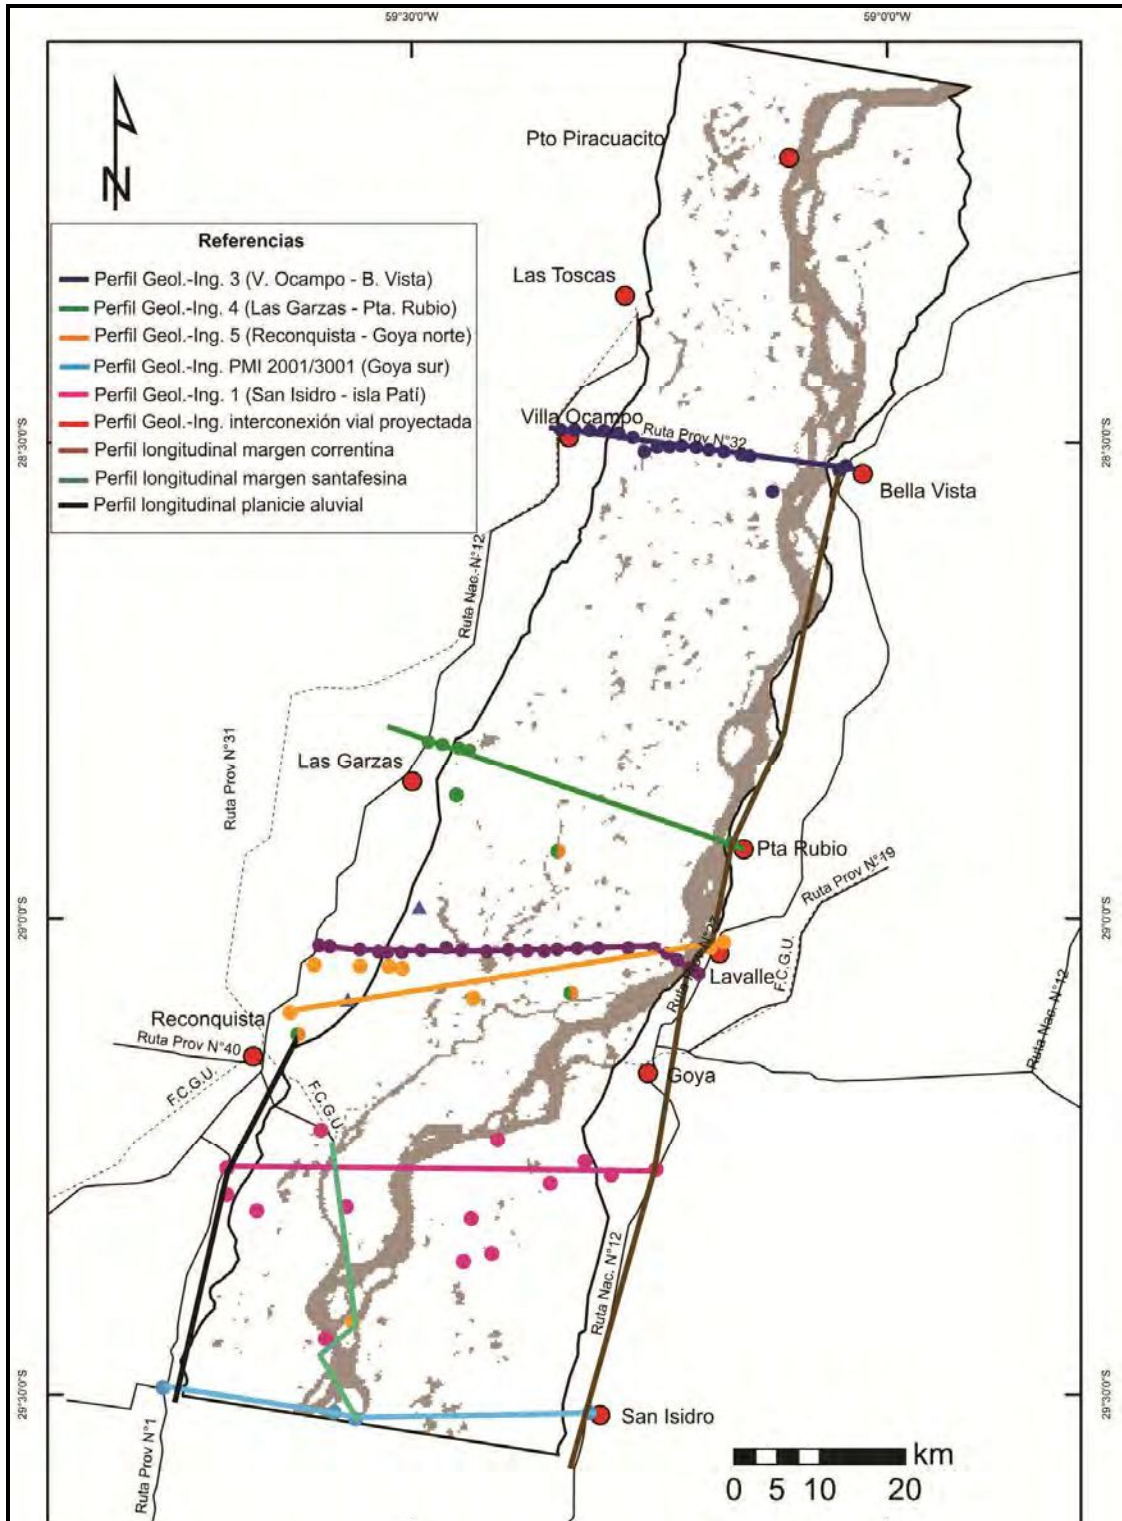 59°30'0"W
59°0'0"W
N
Pto Piracuacito
Referencias
Perfil Geol.-Ing. 3 (V. Ocampo - B. Vista)
Perfil Geol.-Ing. 4 (Las Garzas - Pta. Rubio)
Perfil Geol.-Ing. 5 (Reconquista - Goya norte)
Perfil Geol.-Ing. PMI 2001/3001 (Goya sur)
Perfil Geol.-Ing. 1 (San Isidro - isla Patí)
Perfil Geol.-Ing. interconexión vial proyectada
Perfil longitudinal margen correntina
Perfil longitudinal margen santafesina
Perfil longitudinal planicie aluvial
Las Toscas
Villa Ocampo
Ruta Prov N°32
28°30'0"S
28°30'0"S
Bella Vista
Ruta Nac. N°12
Ruta Prov N°31
Las Garzas
Pta Rubio
Ruta Prov N°19
29°0'0"S
29°0'0"S
Lavalle
F.C.G.U.
Ruta Nac. N°12
Reconquista
Ruta Prov N°40
F.C.G.U.
F.C.G.U.
Goya
Ruta Nac. N°12
29°30'0"S
29°30'0"S
San Isidro
Ruta Prov N°1
km
0 5 10 20